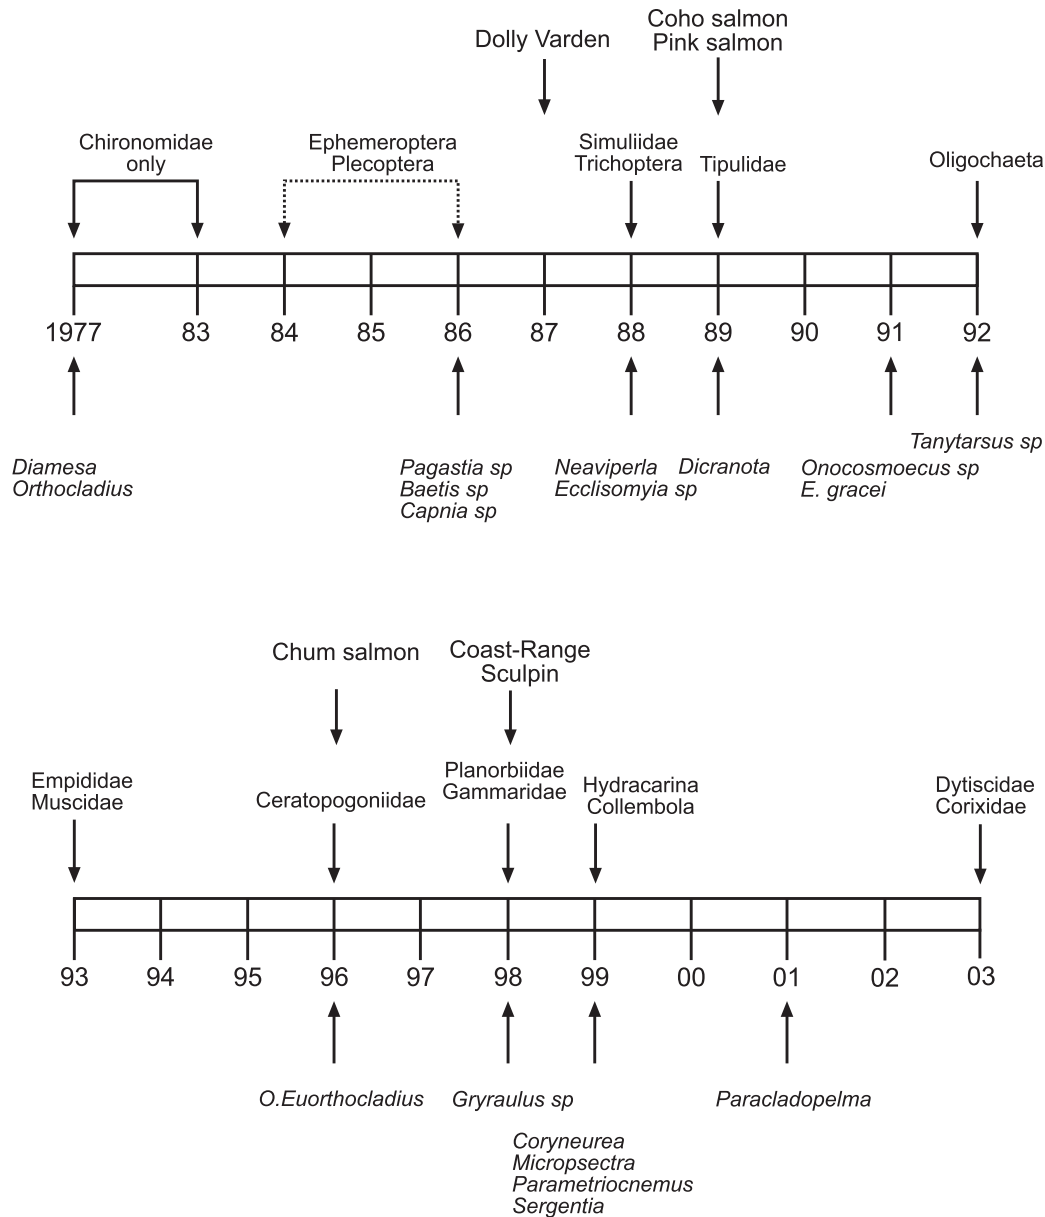 Coho salmon
Dolly Varden
Pink salmon
Chironomidae
only
Ephemeroptera
Plecoptera
Simuliidae
Trichoptera
Tipulidae
Oligochaeta
1977 83 84 85 86 87 88 89 90 91 92
Tanytarsus sp
Diamesa
Orthocladius
Pagastia sp
Baetis sp
Capnia sp
Neaviperla
Ecclisomyia sp
Dicranota
Onocosmoecus sp
E. gracei
Chum salmon
Coast-Range
Sculpin
Empididae
Muscidae
Ceratopogoniidae
Planorbiidae
Gammaridae
Hydracarina
Collembola
Dytiscidae
Corixidae
93 94 95 96 97 98 99 00 01 02 03
O.Euorthocladius
Gryraulus sp
Paracladopelma
Coryneurea
Micropsectra
Parametriocnemus
Sergentia